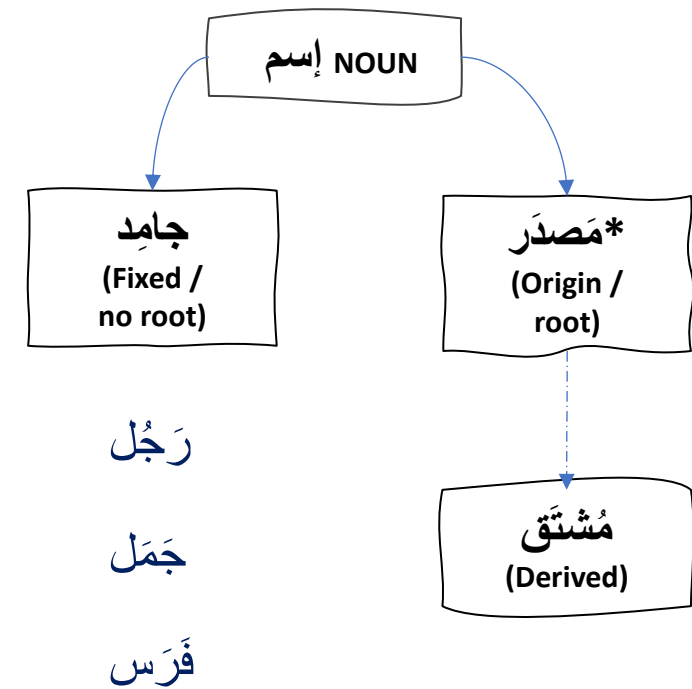 إسم NOUN
جامِد
(Fixed /
no root)
*مَصدَر
(Origin /
root)
رَجُل
جَمَل
فَرَس
مُشتَق
(Derived)